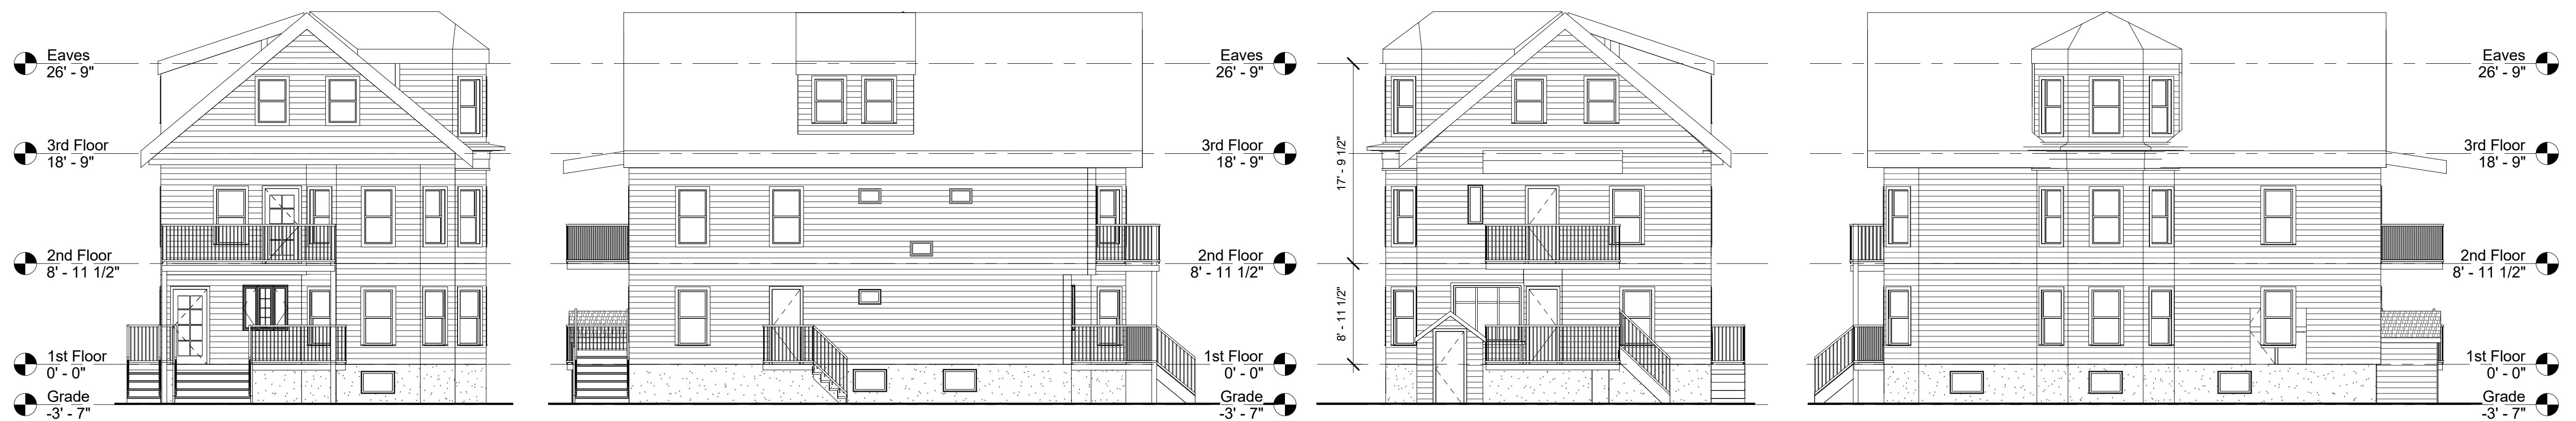 Eaves
26' - 9"
3rd Floor
18' - 9"
2nd Floor
8' - 11 1/2"
1st Floor
0' - 0"
Grade
-3' - 7"
Eaves
26' - 9"
3rd Floor
18' - 9"
2nd Floor
8' - 11 1/2"
1st Floor
0' - 0"
Grade
-3' - 7"
17' - 9 1/2"
8' - 11 1/2"
Eaves
26' - 9"
3rd Floor
18' - 9"
2nd Floor
8' - 11 1/2"
1st Floor
0' - 0"
Grade
-3' - 7"